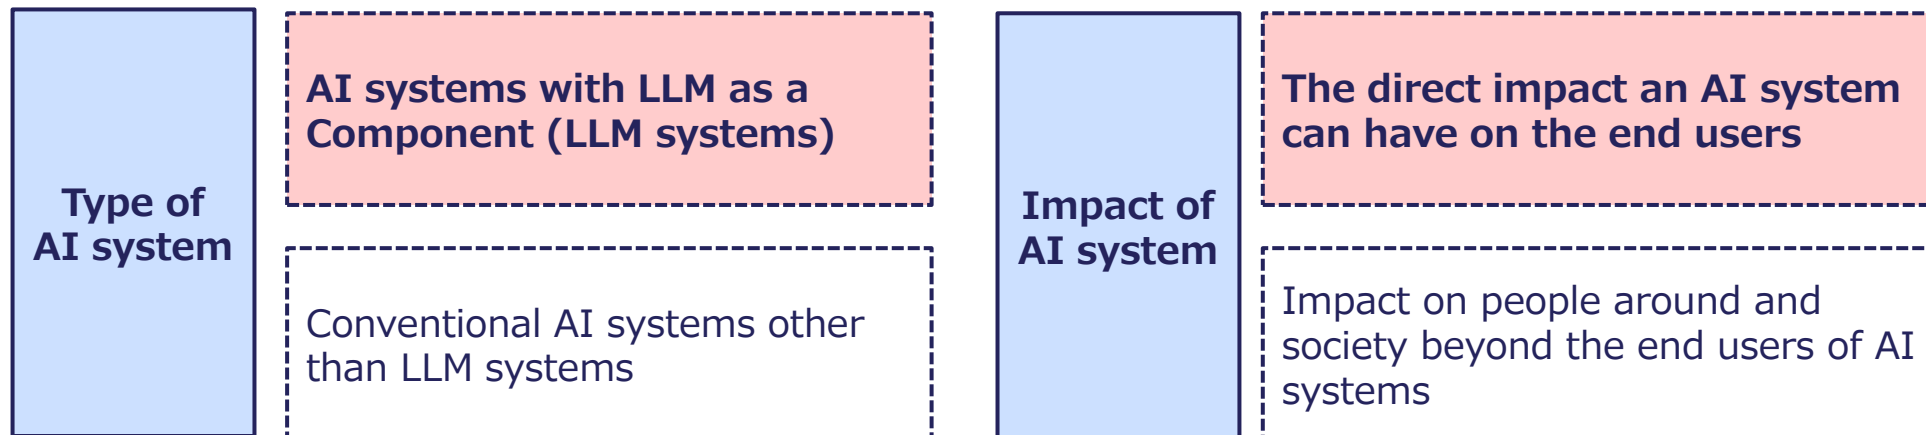 Type of
AI system
AI systems with LLM as a
Component (LLM systems)
Conventional AI systems other
than LLM systems
Impact of
AI system
The direct impact an AI system
can have on the end users
Impact on people around and
society beyond the end users of AI
systems